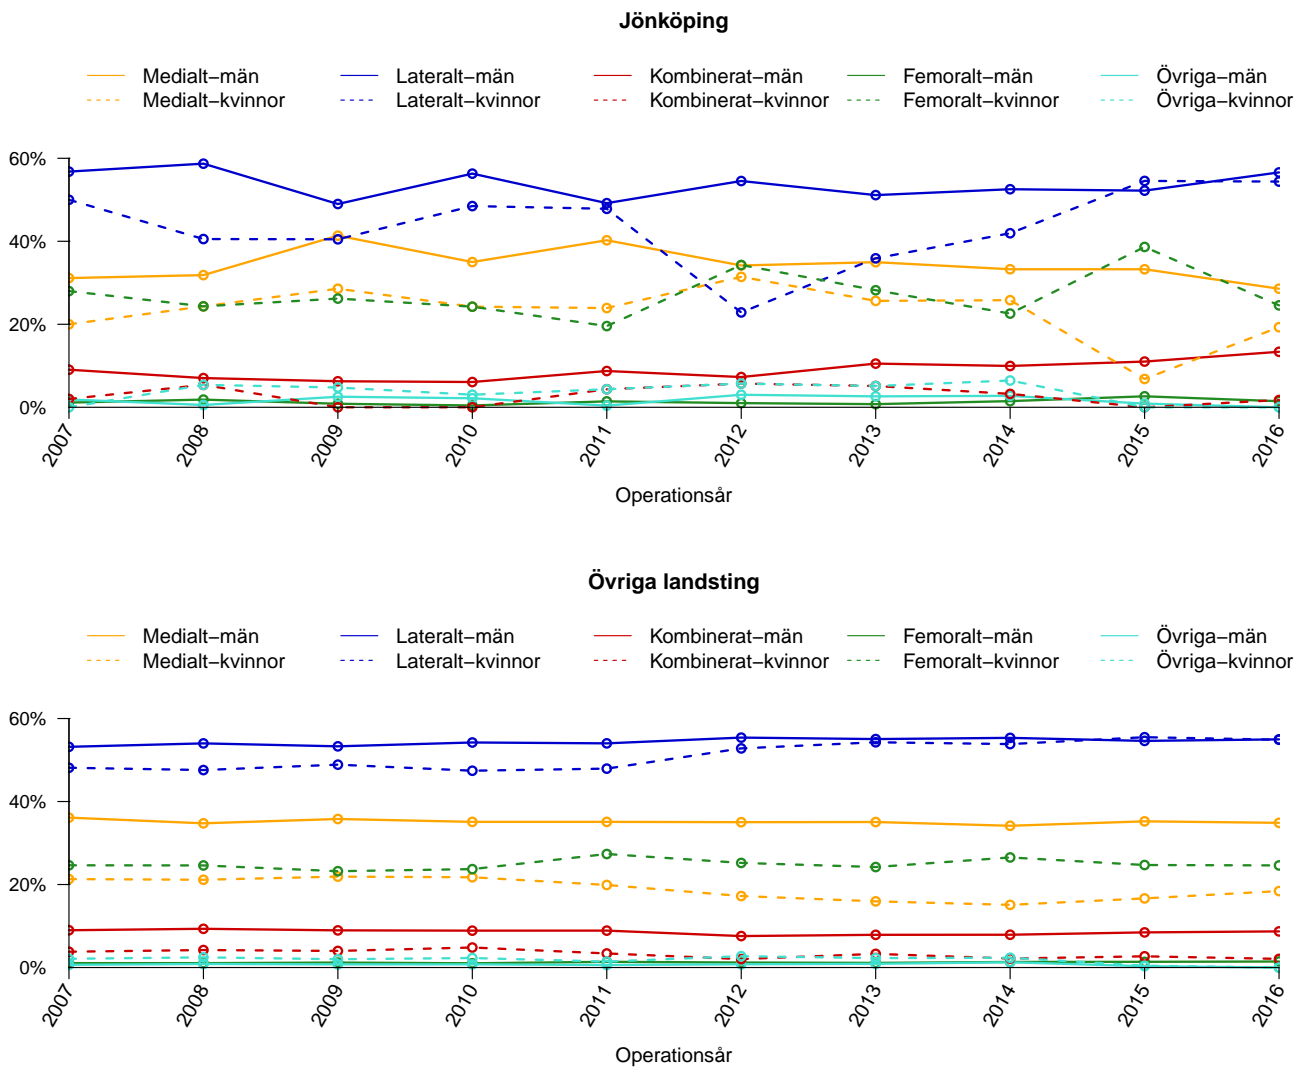 Jönköping
Medialt−män Lateralt−män Kombinerat−män Femoralt−män Övriga−män
Medialt−kvinnor Lateralt−kvinnor Kombinerat−kvinnor Femoralt−kvinnor Övriga−kvinnor
60%
40%
20%
0%
2007 2008 2009 2010 2011 2012 2013 2014 2015 2016
Operationsår
Övriga landsting
Medialt−män Lateralt−män Kombinerat−män Femoralt−män Övriga−män
Medialt−kvinnor Lateralt−kvinnor Kombinerat−kvinnor Femoralt−kvinnor Övriga−kvinnor
60%
40%
20%
0%
2007 2008 2009 2010 2011 2012 2013 2014 2015 2016
Operationsår